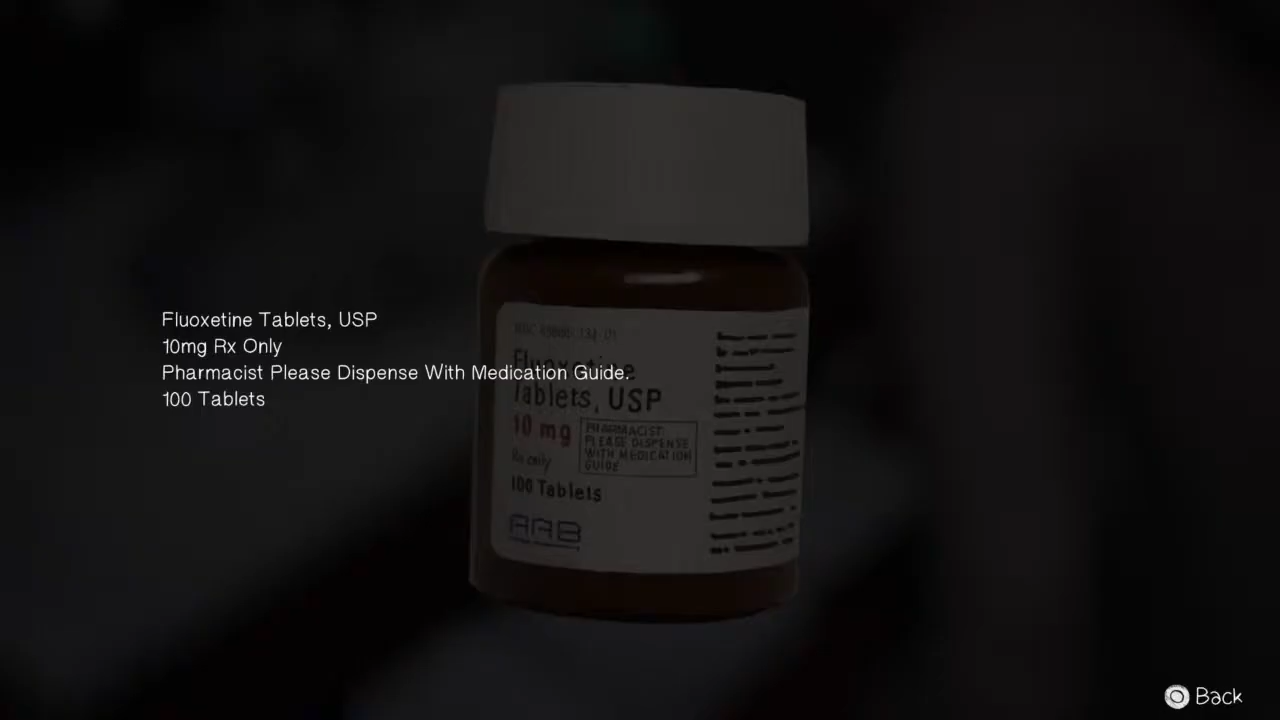 Fluoxetine Tablets, USP
10mg Rx Only
Pharmacist Please Dispense With Medication Guide.
100 Tablets
Fluoxetine
Tablets, USP
10 mg
PHARMACIST:
PLEASE DISPENSE
WITH MEDICATION
GUIDE
Rx only
100 Tablets
AAB
Back